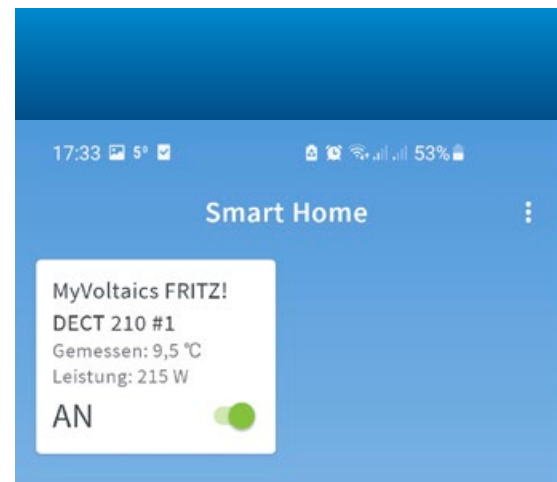 17:33 5° 53%
Smart Home
MyVoltaics FRITZ!
DECT 210 #1
Gemessen: 9,5 °C
Leistung: 215 W
AN